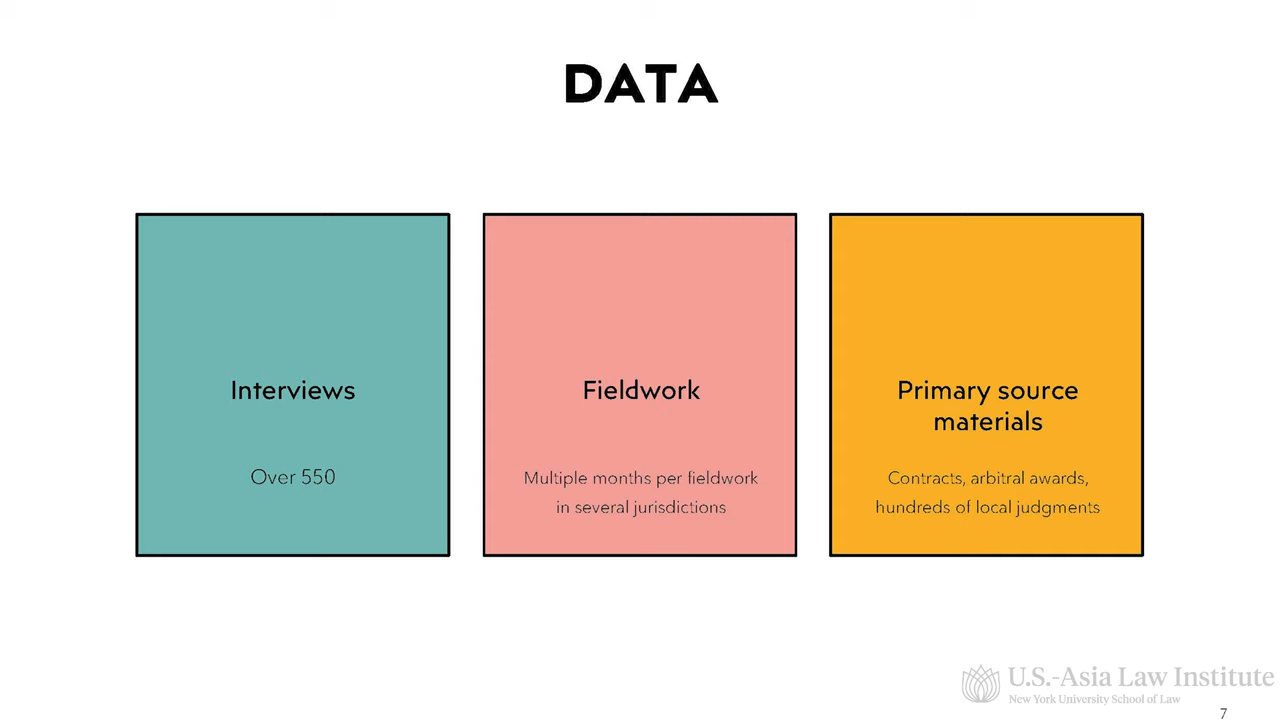 DATA
Interviews
Over 550
Fieldwork
Multiple months per fieldwork
in several jurisdictions
Primary source
materials
Contracts, arbitral awards,
hundreds of local judgments
U.S.-Asia Law Institute
New York University School of Law
7